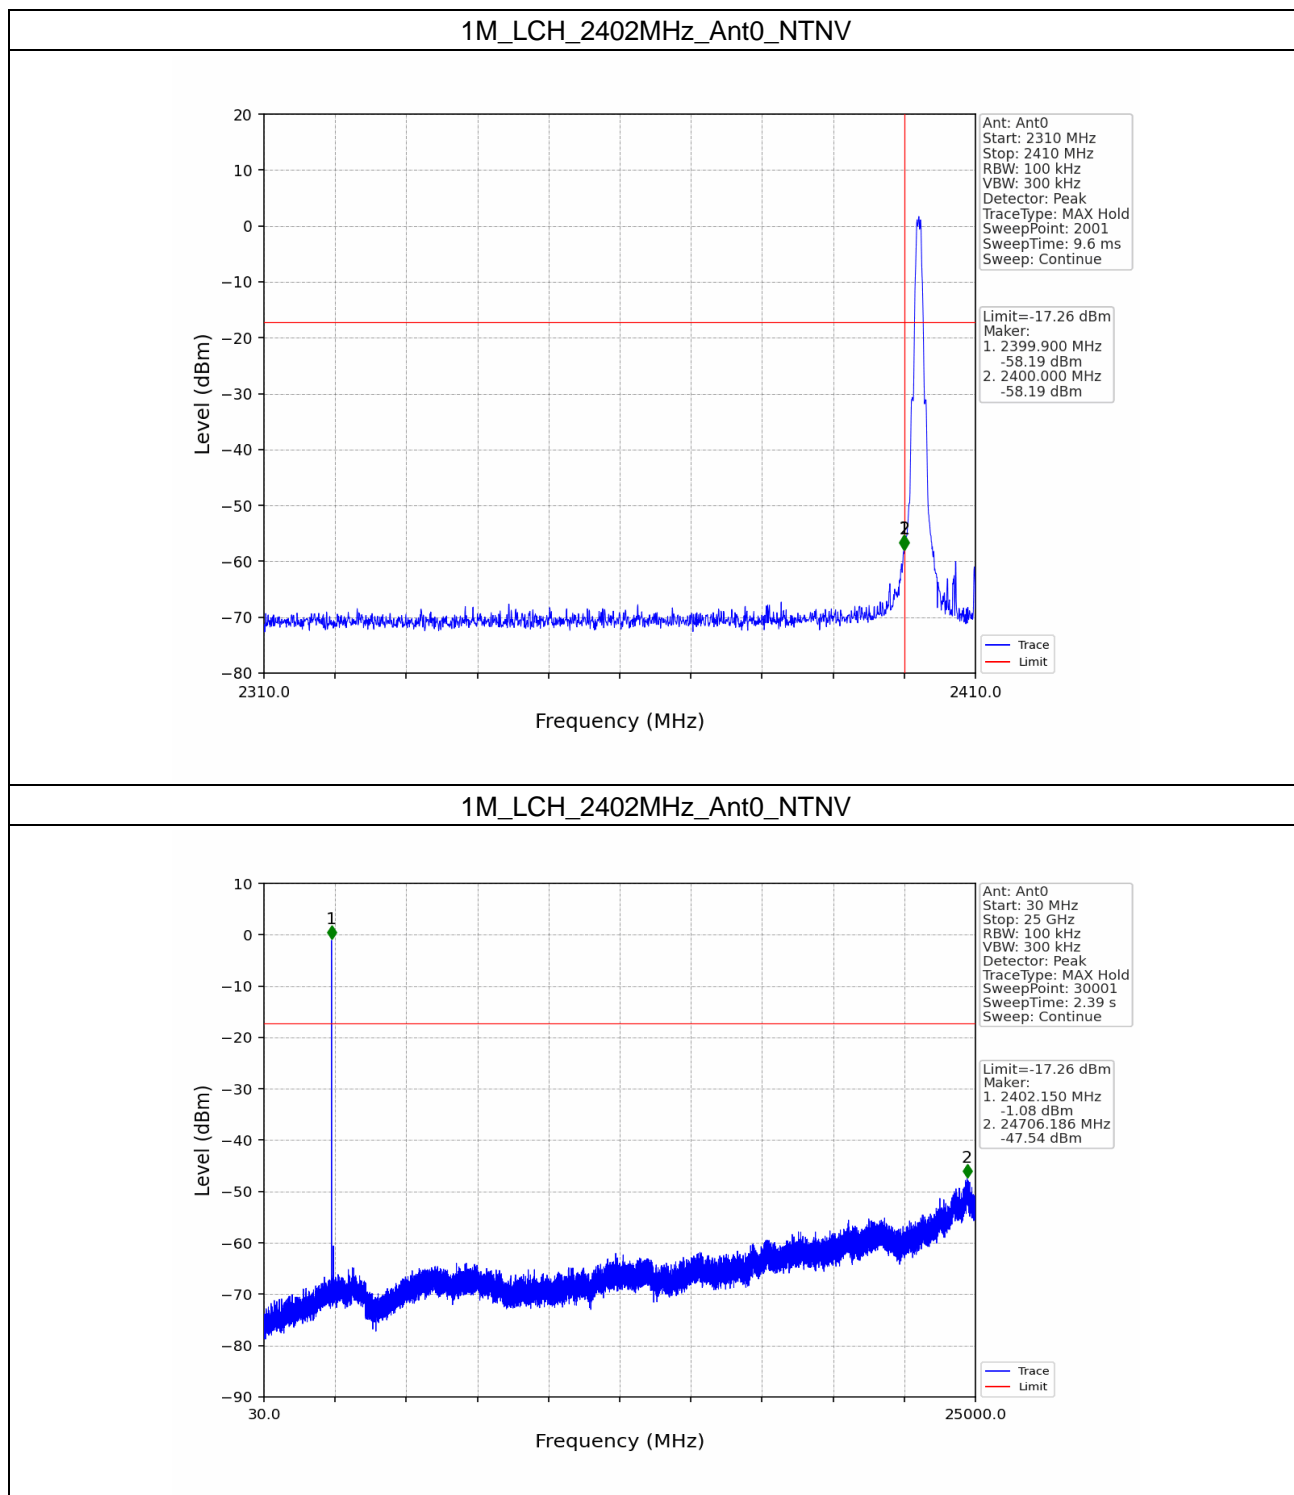 1M_LCH_2402MHz_Ant0_NTNV
20
10
0
−10
−20
−30
−40
−50
−60
−70
−80
Level (dBm)
2
2310.0
2410.0
Frequency (MHz)
Ant: Ant0
Start: 2310 MHz
Stop: 2410 MHz
RBW: 100 kHz
VBW: 300 kHz
Detector: Peak
TraceType: MAX Hold
SweepPoint: 2001
SweepTime: 9.6 ms
Sweep: Continue
Limit=-17.26 dBm
Maker:
1. 2399.900 MHz
-58.19 dBm
2. 2400.000 MHz
-58.19 dBm
Trace
Limit
1M_LCH_2402MHz_Ant0_NTNV
10
0
−10
−20
−30
−40
−50
−60
−70
−80
−90
Level (dBm)
1
2
30.0
25000.0
Frequency (MHz)
Ant: Ant0
Start: 30 MHz
Stop: 25 GHz
RBW: 100 kHz
VBW: 300 kHz
Detector: Peak
TraceType: MAX Hold
SweepPoint: 30001
SweepTime: 2.39 s
Sweep: Continue
Limit=-17.26 dBm
Maker:
1. 2402.150 MHz
-1.08 dBm
2. 24706.186 MHz
-47.54 dBm
Trace
Limit